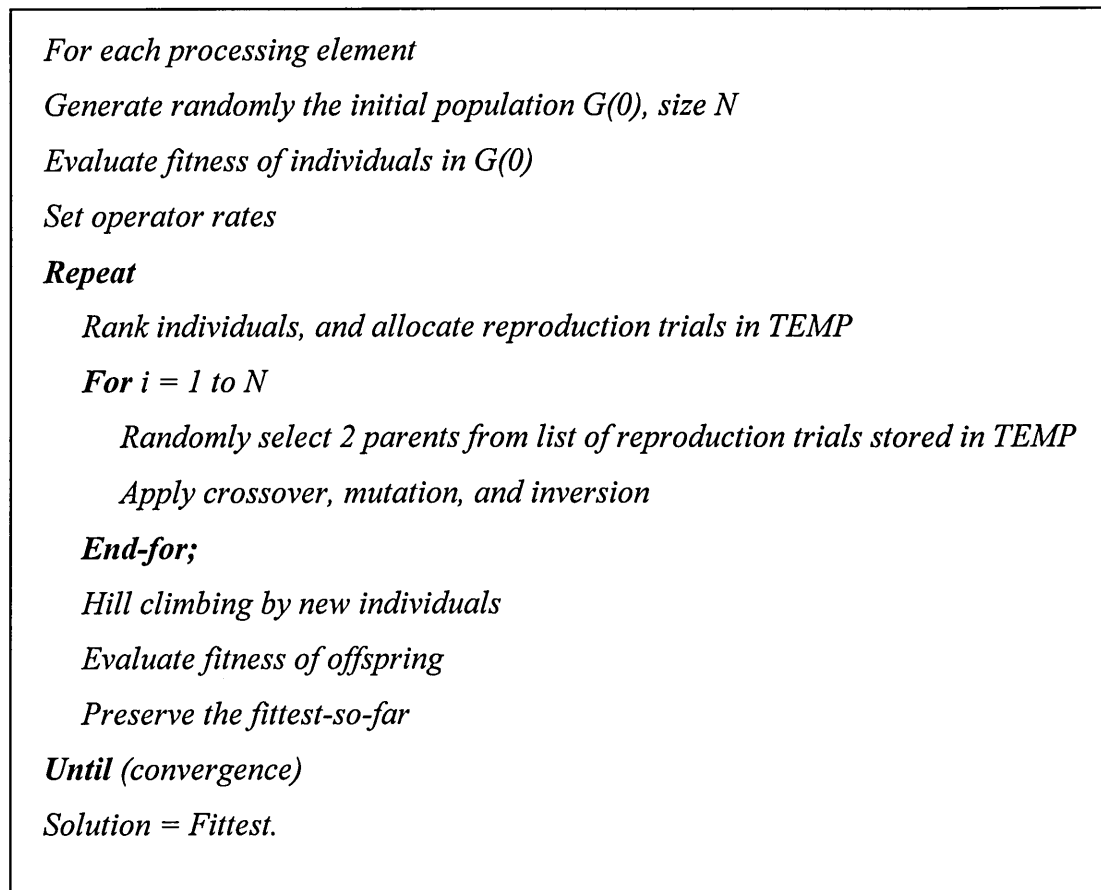 For each processing element
Generate randomly the initial population G(0), size N
Evaluate fitness of individuals in G(0)
Set operator rates
Repeat
Rank individuals, and allocate reproduction trials in TEMP
For i = 1 to N
Randomly select 2 parents from list of reproduction trials stored in TEMP
Apply crossover, mutation, and inversion
End-for;
Hill climbing by new individuals
Evaluate fitness of offspring
Preserve the fittest-so-far
Until (convergence)
Solution = Fittest.